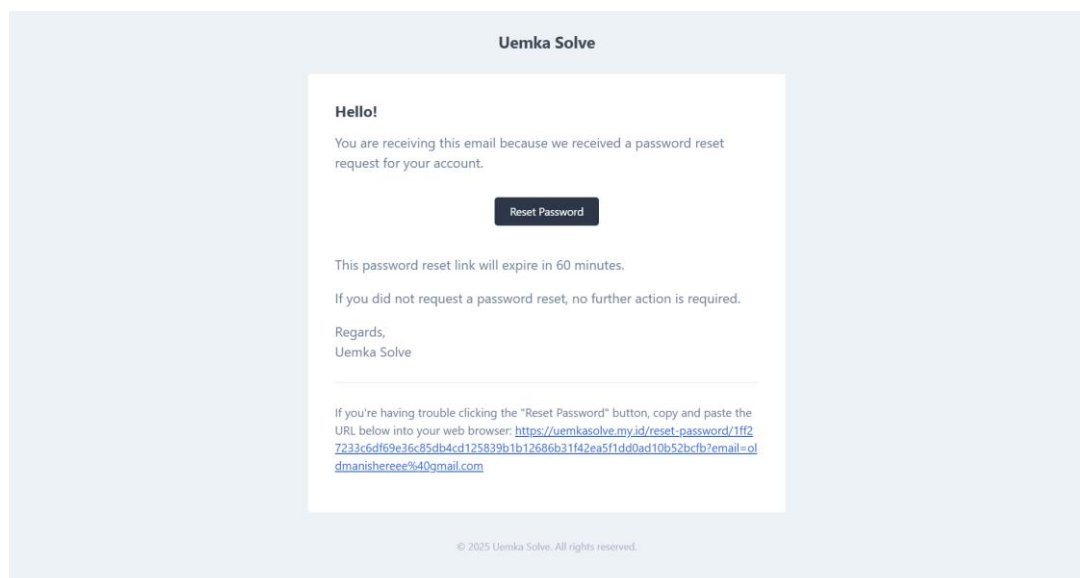 Uemka Solve
Hello!
You are receiving this email because we received a password reset
request for your account.
Reset Password
This password reset link will expire in 60 minutes.
If you did not request a password reset, no further action is required.
Regards,
Uemka Solve
If you're having trouble clicking the "Reset Password" button, copy and paste the
URL below into your web browser: https://uemkasolve.my.id/reset-password/1ff2
7233c6df69e36c85db4cd125839b1b12686b31f42ea5f1dd0ad10b52bcfb?email=ol
dmanishereee%40gmail.com
© 2025 Uemka Solve. All rights reserved.